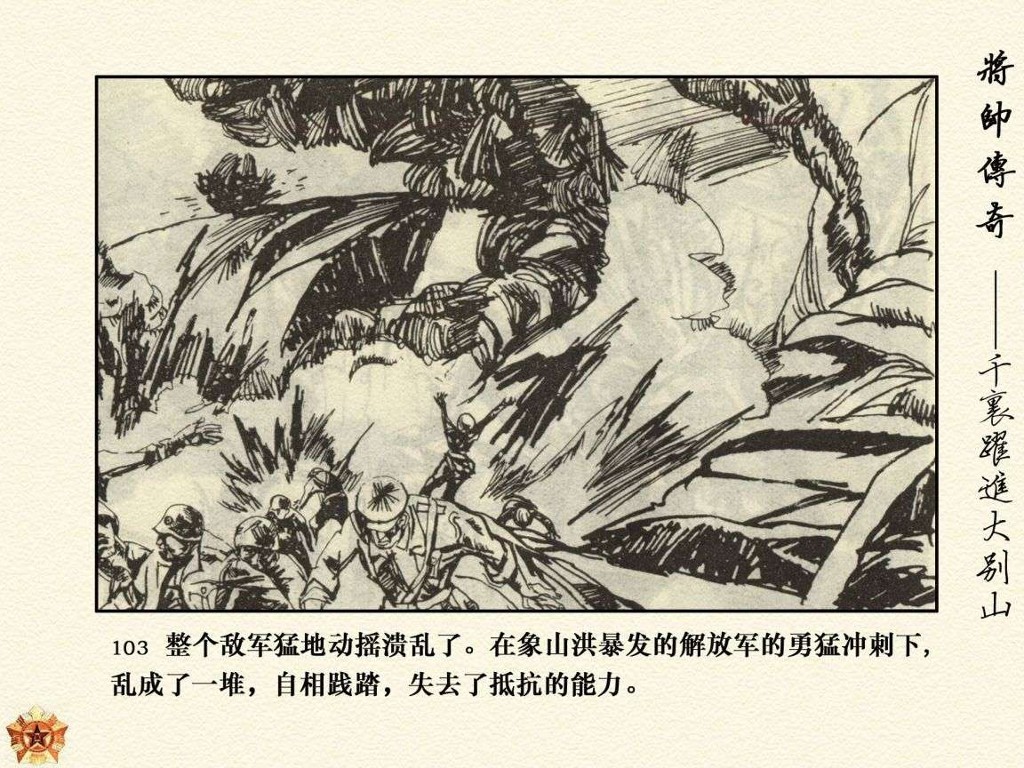 將帥傳奇——千裏躍進大别山
103 整个敌军猛地动摇溃乱了。在象山洪暴发的解放军的勇猛冲刺下，
乱成了一堆，自相践踏，失去了抵抗的能力。